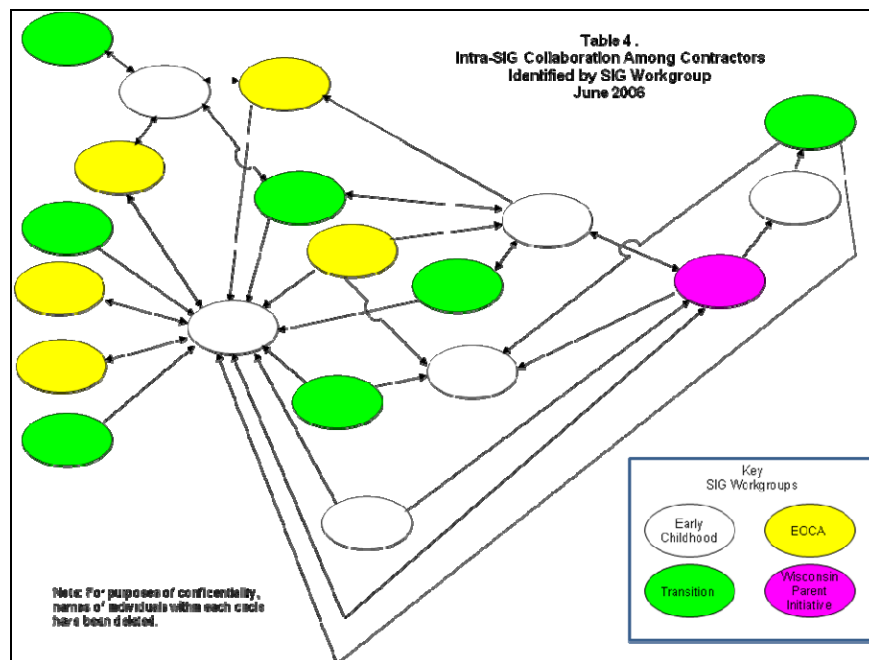 Table 4 .
Intra-SIG Collaboration Among Contractors
Identified by SIG Workgroup
June 2006
Key
SIG Workgroups
Early
Childhood
EOCA
Transition
Wisconsin
Parent
Initiative
Note: For purposes of confidentiality,
names of individuals within each circle
have been deleted.